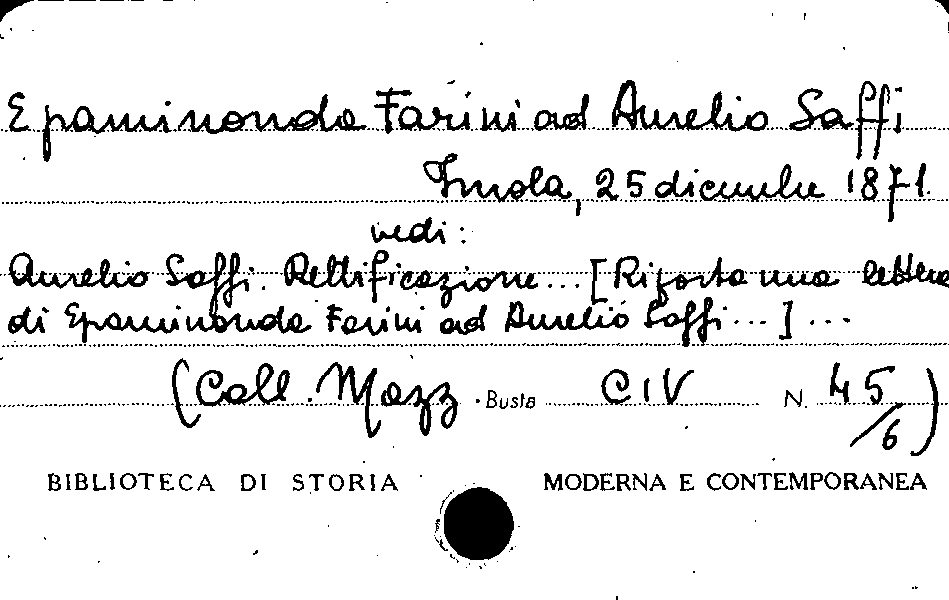 Epaminonda Farini ad Aurelio Saffi
Imola, 25 dicembre 1871.
vedi:
Aurelio Saffi. Rettificazione... [Riporta una lettera
di Epaminonda Farini ad Aurelio Saffi...]...
(Coll. Mazz. Busta CIV N. 45/6)
BIBLIOTECA DI STORIA MODERNA E CONTEMPORANEA